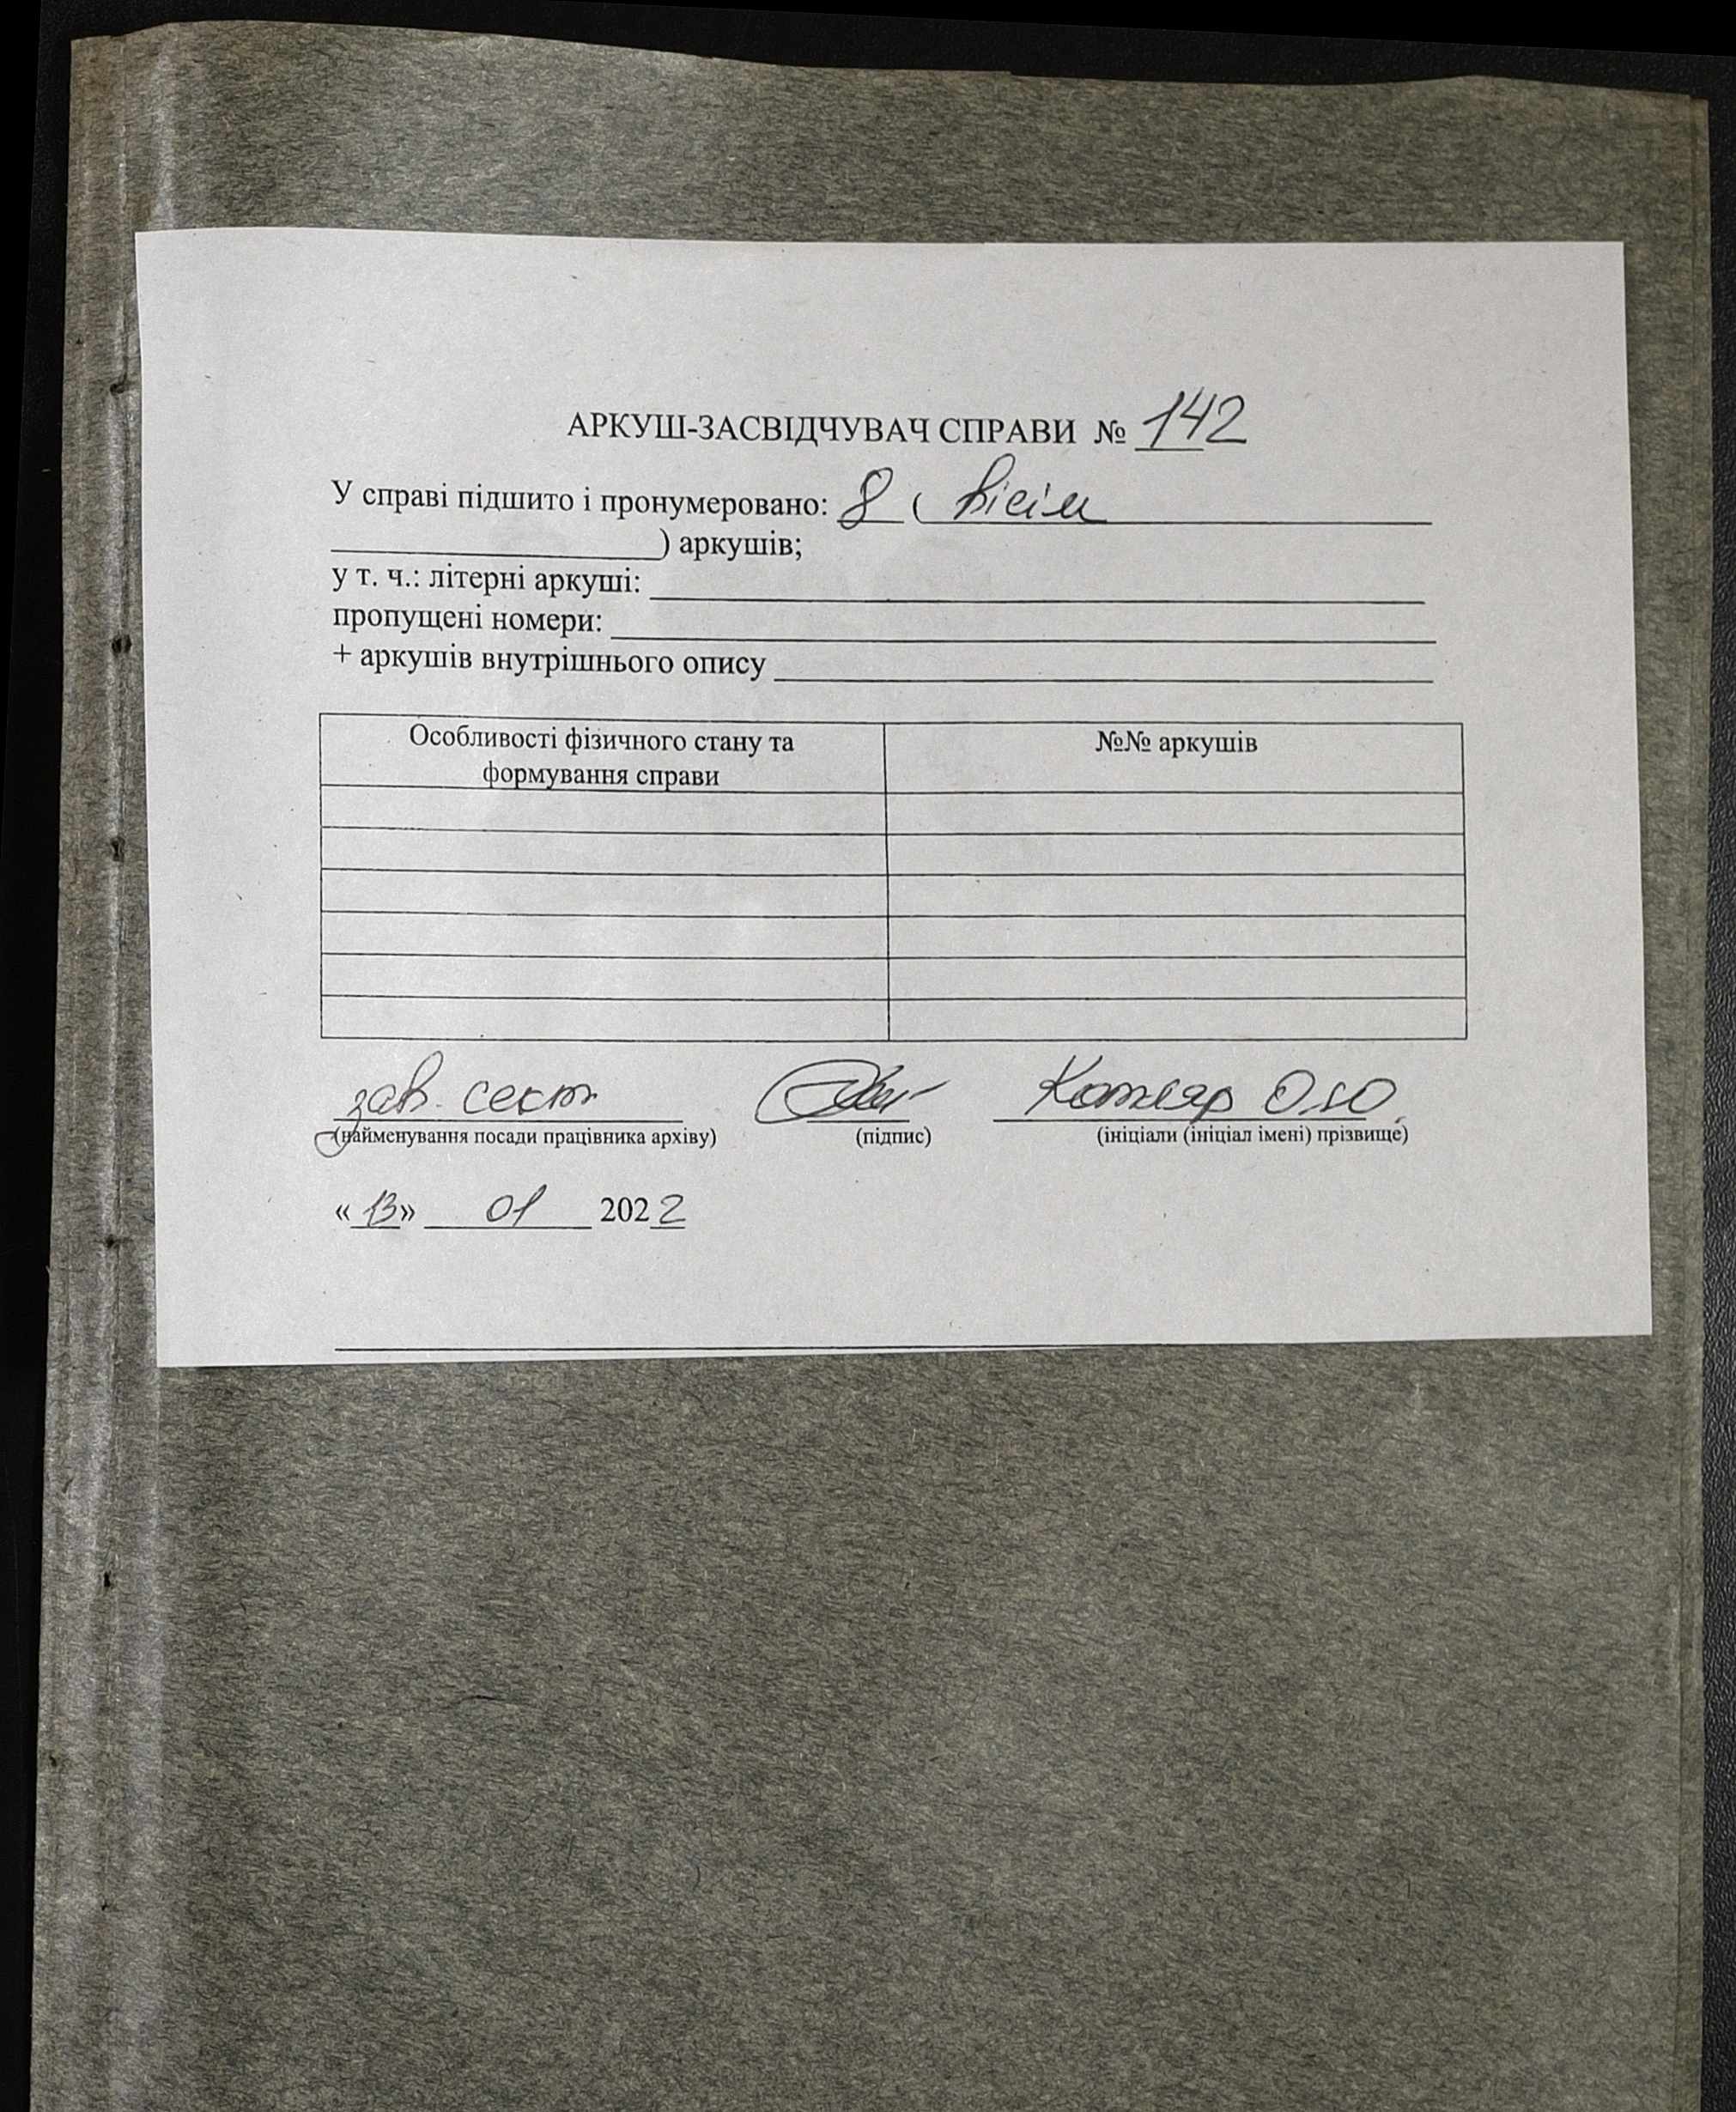 АРКУШ-ЗАСВІДЧУВАЧ СПРАВИ № 142
У справі підшито і пронумеровано: 8 ( вісім
) аркушів;
у т. ч.: літерні аркуші:
пропущені номери:
+ аркушів внутрішнього опису
Особливості фізичного стану та формування справи №№ аркушів
зав. сект Котляр О.Ю.
(найменування посади працівника архіву) (підпис) (ініціали (ініціал імені) прізвище)
«13» 01 2022